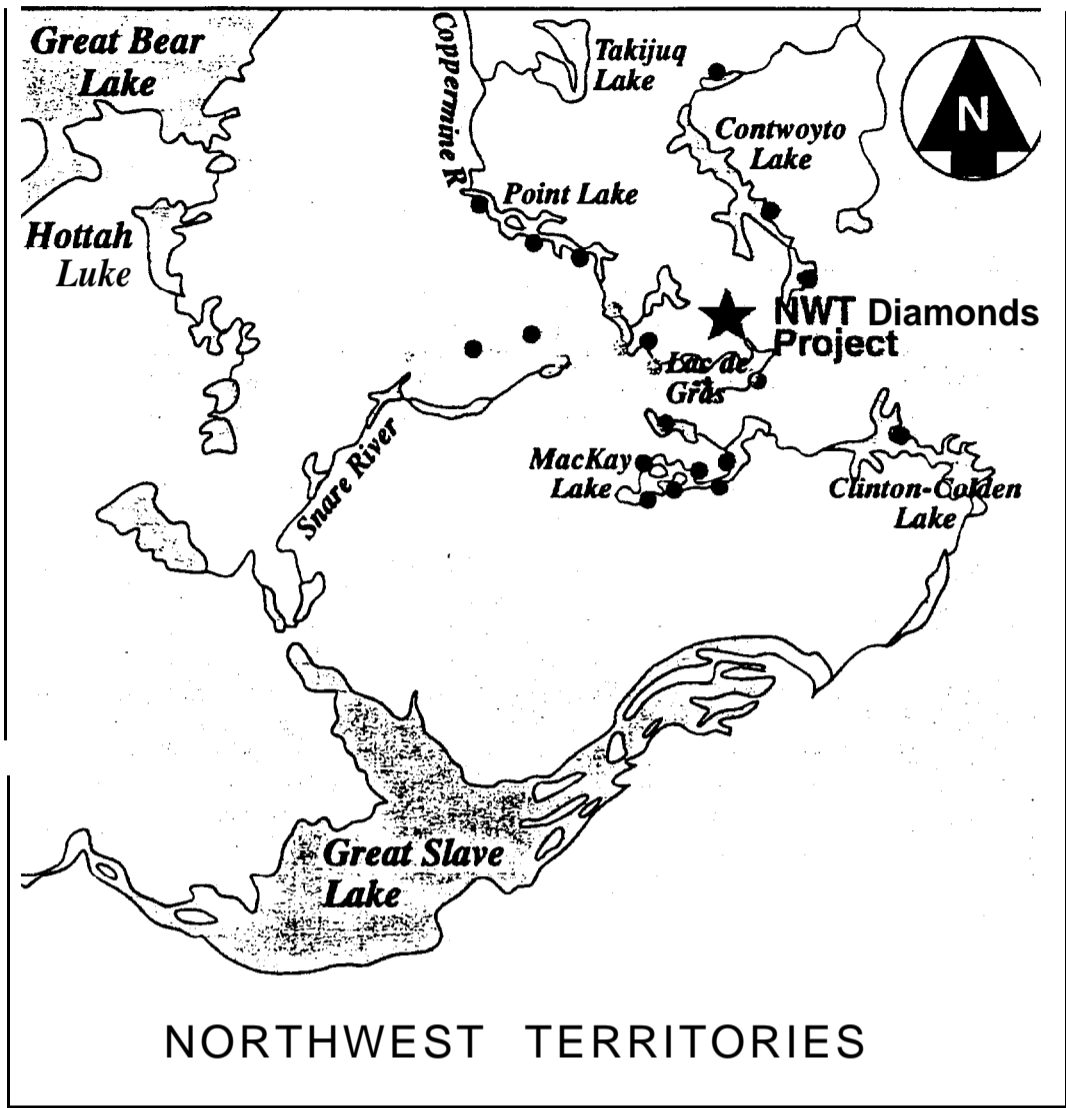 Great Bear
Lake
Coppermine R
Takijuq
Lake
N
Contwoyto
Lake
Point Lake
Hottah
Luke
NWT Diamonds
Project
Lac de
Gras
Snare River
MacKay
Lake
Clinton-Colden
Lake
Great Slave
Lake
NORTHWEST TERRITORIES